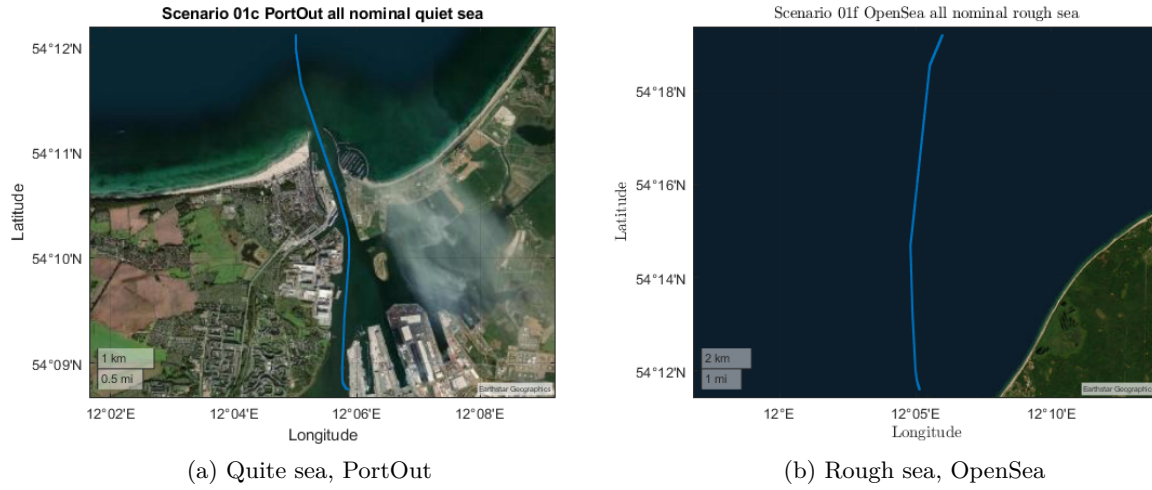 Scenario 01c PortOut all nominal quiet sea
54°12'N
54°11'N
54°10'N
54°09'N
Latitude
1 km
0.5 mi
Earthstar Geographics
12°02'E 12°04'E 12°06'E 12°08'E
Longitude
(a) Quite sea, PortOut
Scenario 01f OpenSea all nominal rough sea
54°18'N
54°16'N
54°14'N
54°12'N
Latitude
2 km
1 mi
Earthstar Geographics
12°E 12°05'E 12°10'E
Longitude
(b) Rough sea, OpenSea